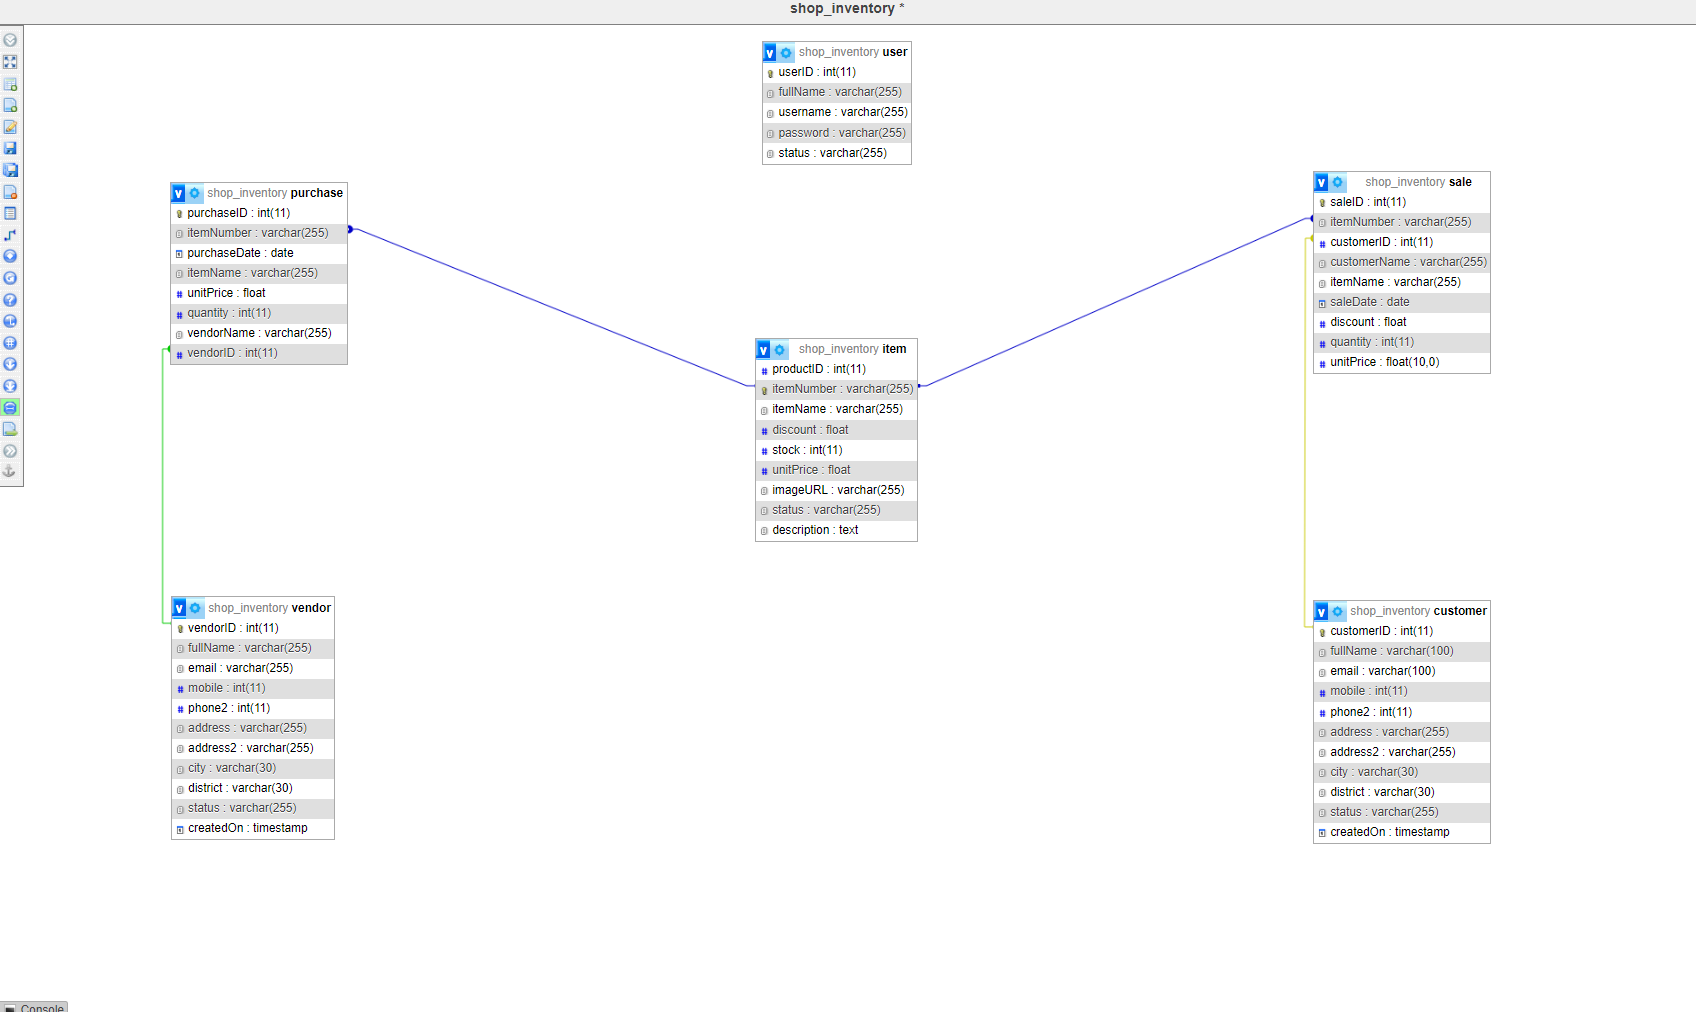 shop_inventory *
shop_inventory user
userID : int(11)
fullName : varchar(255)
username : varchar(255)
password : varchar(255)
status : varchar(255)
shop_inventory purchase
purchaseID : int(11)
itemNumber : varchar(255)
purchaseDate : date
itemName : varchar(255)
unitPrice : float
quantity : int(11)
vendorName : varchar(255)
vendorID : int(11)
shop_inventory sale
saleID : int(11)
itemNumber : varchar(255)
customerID : int(11)
customerName : varchar(255)
itemName : varchar(255)
saleDate : date
discount : float
quantity : int(11)
unitPrice : float(10,0)
shop_inventory item
productID : int(11)
itemNumber : varchar(255)
itemName : varchar(255)
discount : float
stock : int(11)
unitPrice : float
imageURL : varchar(255)
status : varchar(255)
description : text
shop_inventory vendor
vendorID : int(11)
fullName : varchar(255)
email : varchar(255)
mobile : int(11)
phone2 : int(11)
address : varchar(255)
address2 : varchar(255)
city : varchar(30)
district : varchar(30)
status : varchar(255)
createdOn : timestamp
shop_inventory customer
customerID : int(11)
fullName : varchar(100)
email : varchar(100)
mobile : int(11)
phone2 : int(11)
address : varchar(255)
address2 : varchar(255)
city : varchar(30)
district : varchar(30)
status : varchar(255)
createdOn : timestamp
Console